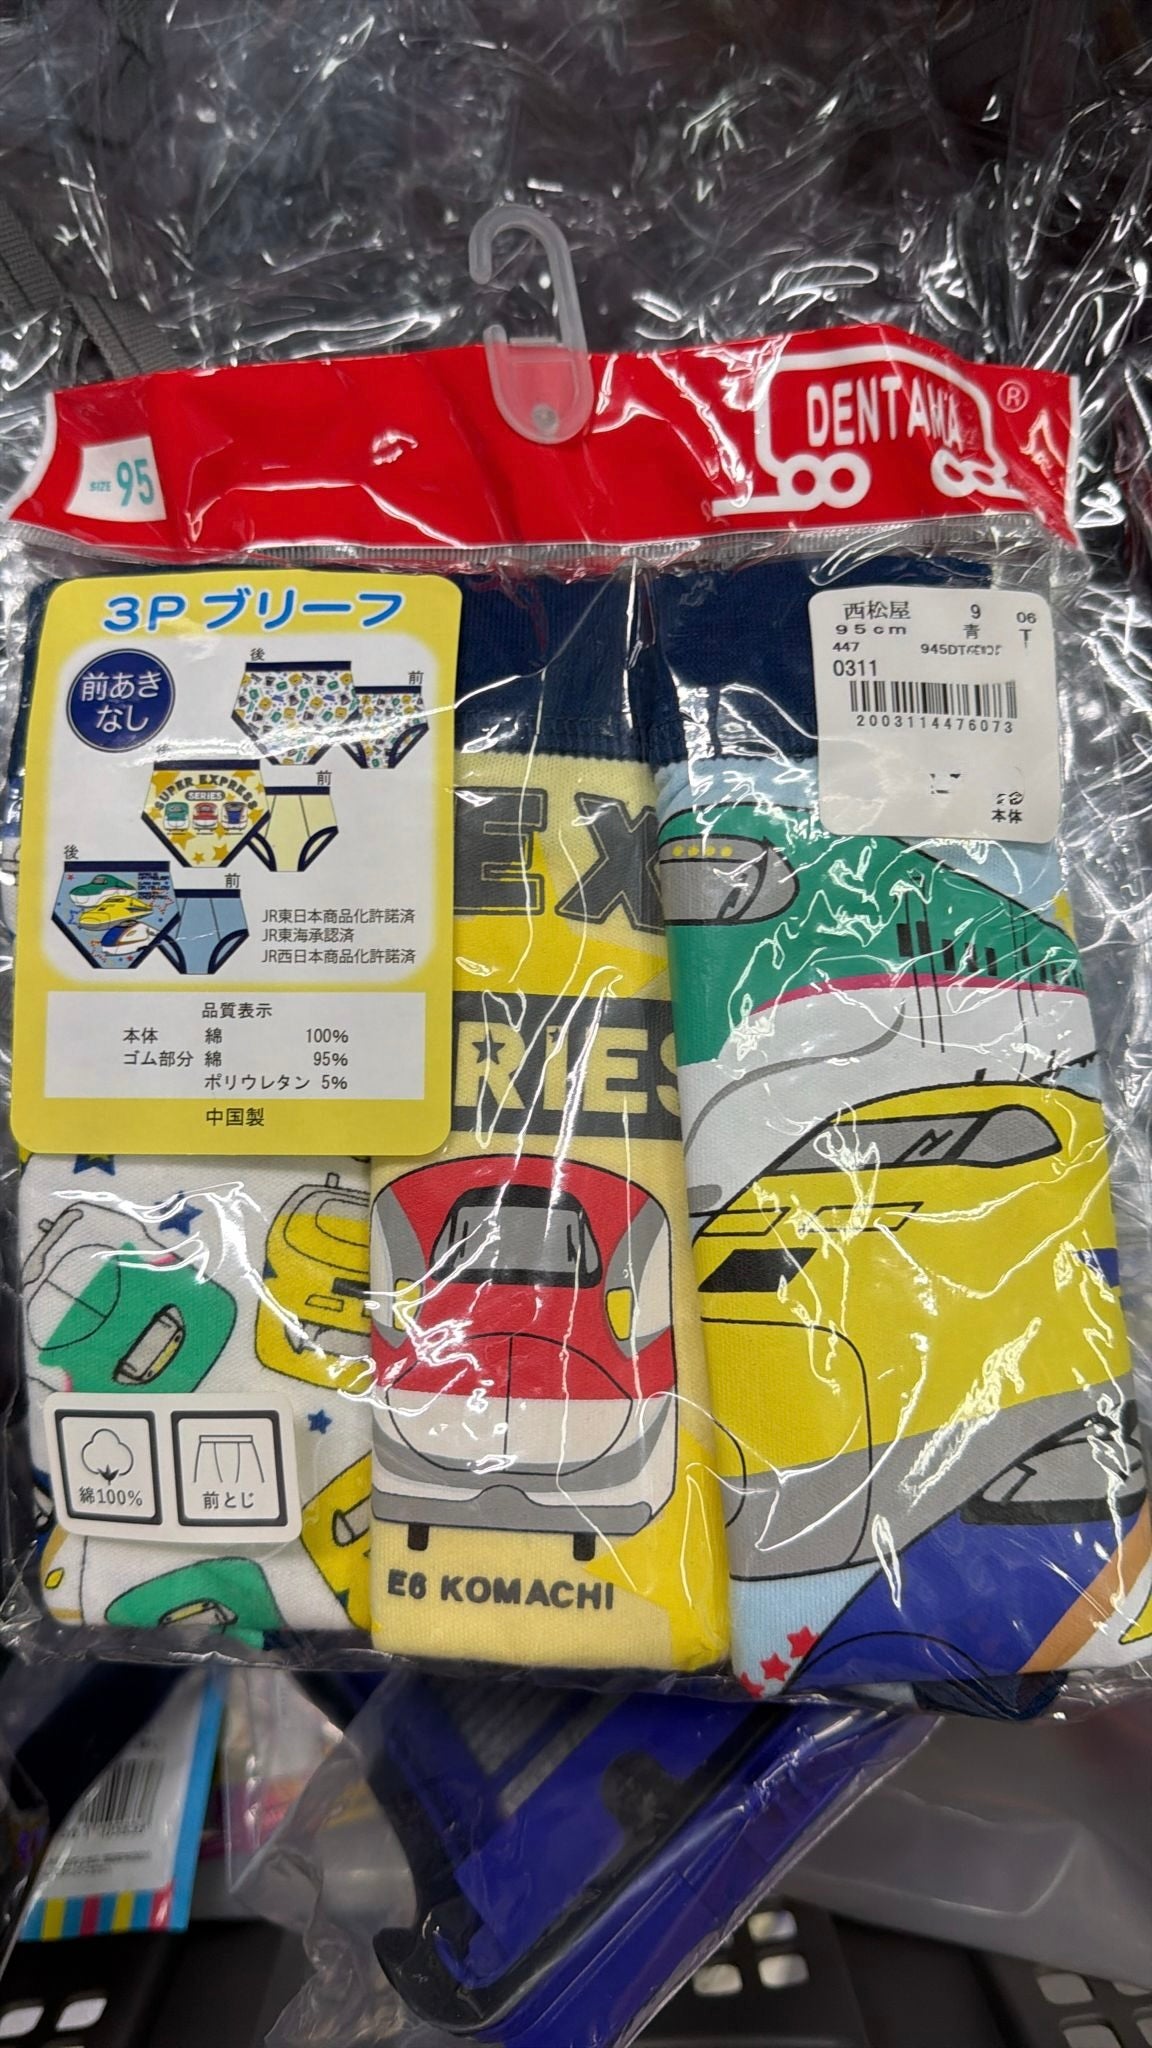 DENTAMA ®
SIZE 95
3P ブリーフ
前あき
なし
後
前
後
前
SUPER EXPRESS
SERIES
後
前
JR東日本商品化許諾済
JR東海承認済
JR西日本商品化許諾済
品質表示
本体 綿 100%
ゴム部分 綿 95%
ポリウレタン 5%
中国製
西松屋 9 06
95cm 青 T
447
0311
2003114476073
本体
EX
RIES
綿100%
前とじ
E6 KOMACHI